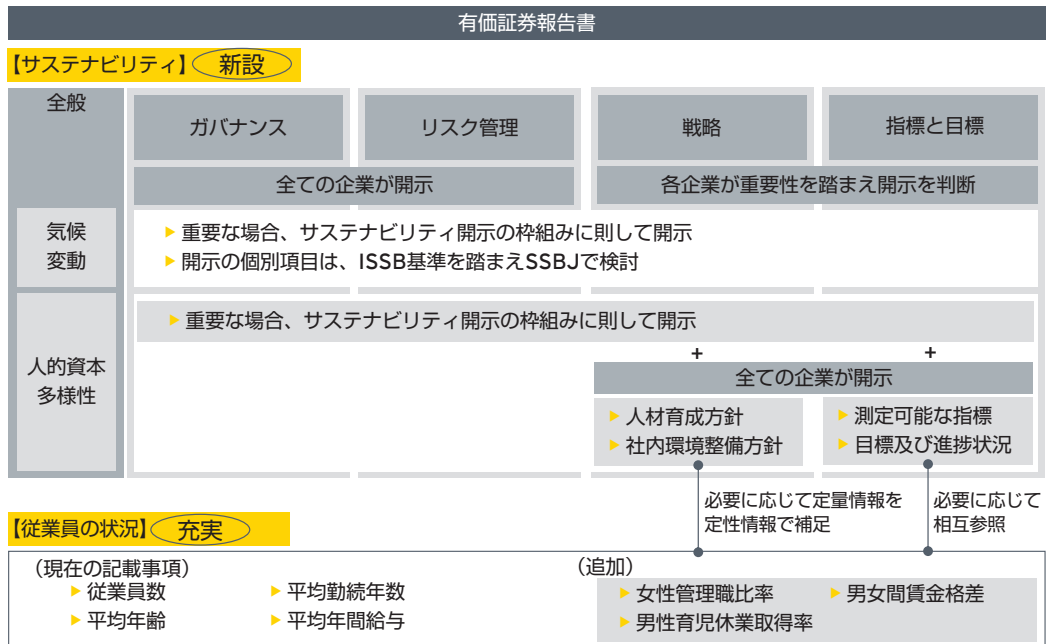 有価証券報告書
【サステナビリティ】 新設
全般
ガバナンス
リスク管理
戦略
指標と目標
全ての企業が開示
各企業が重要性を踏まえ開示を判断
気候
変動
▶ 重要な場合、サステナビリティ開示の枠組みに則して開示
▶ 開示の個別項目は、ISSB基準を踏まえSSBJで検討
人的資本
多様性
▶ 重要な場合、サステナビリティ開示の枠組みに則して開示
+
+
全ての企業が開示
▶ 人材育成方針
▶ 社内環境整備方針
▶ 測定可能な指標
▶ 目標及び進捗状況
必要に応じて定量情報を
定性情報で補足
必要に応じて
相互参照
【従業員の状況】 充実
（現在の記載事項）
▶ 従業員数
▶ 平均勤続年数
▶ 平均年齢
▶ 平均年間給与
（追加）
▶ 女性管理職比率
▶ 男女間賃金格差
▶ 男性育児休業取得率